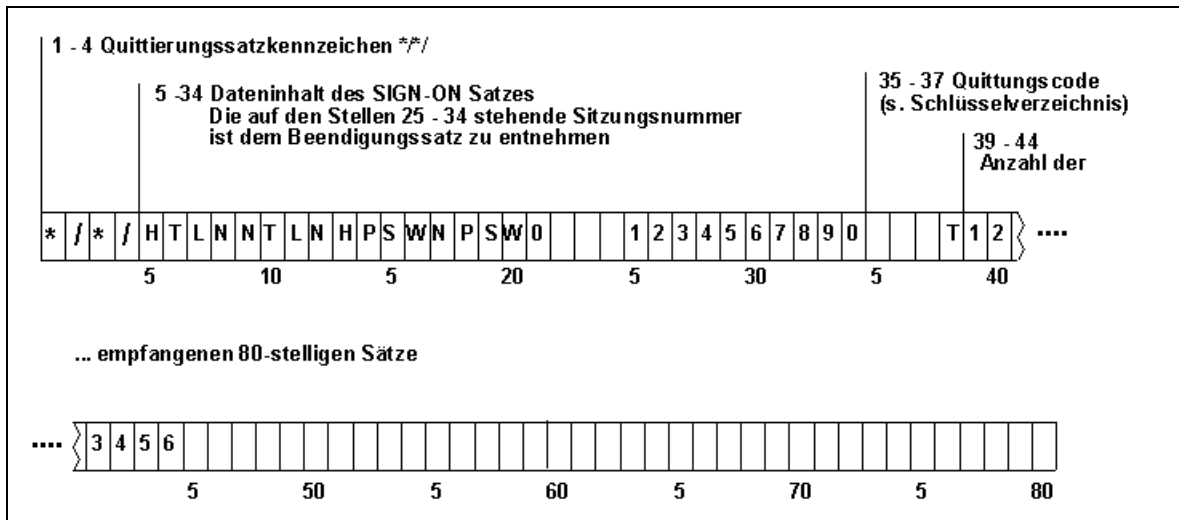 1 - 4 Quittierungssatzkennzeichen */*/
5 -34 Dateninhalt des SIGN-ON Satzes
Die auf den Stellen 25 - 34 stehende Sitzungsnummer
ist dem Beendigungssatz zu entnehmen
35 - 37 Quittungscode
(s. Schlüsselverzeichnis)
39 - 44
Anzahl der
* / * / H T L N N T L N H P S W N P S W 0 1 2 3 4 5 6 7 8 9 0 T 1 2 ....
5 10 5 20 5 30 5 40
... empfangenen 80-stelligen Sätze
.... 3 4 5 6
5 50 5 60 5 70 5 80